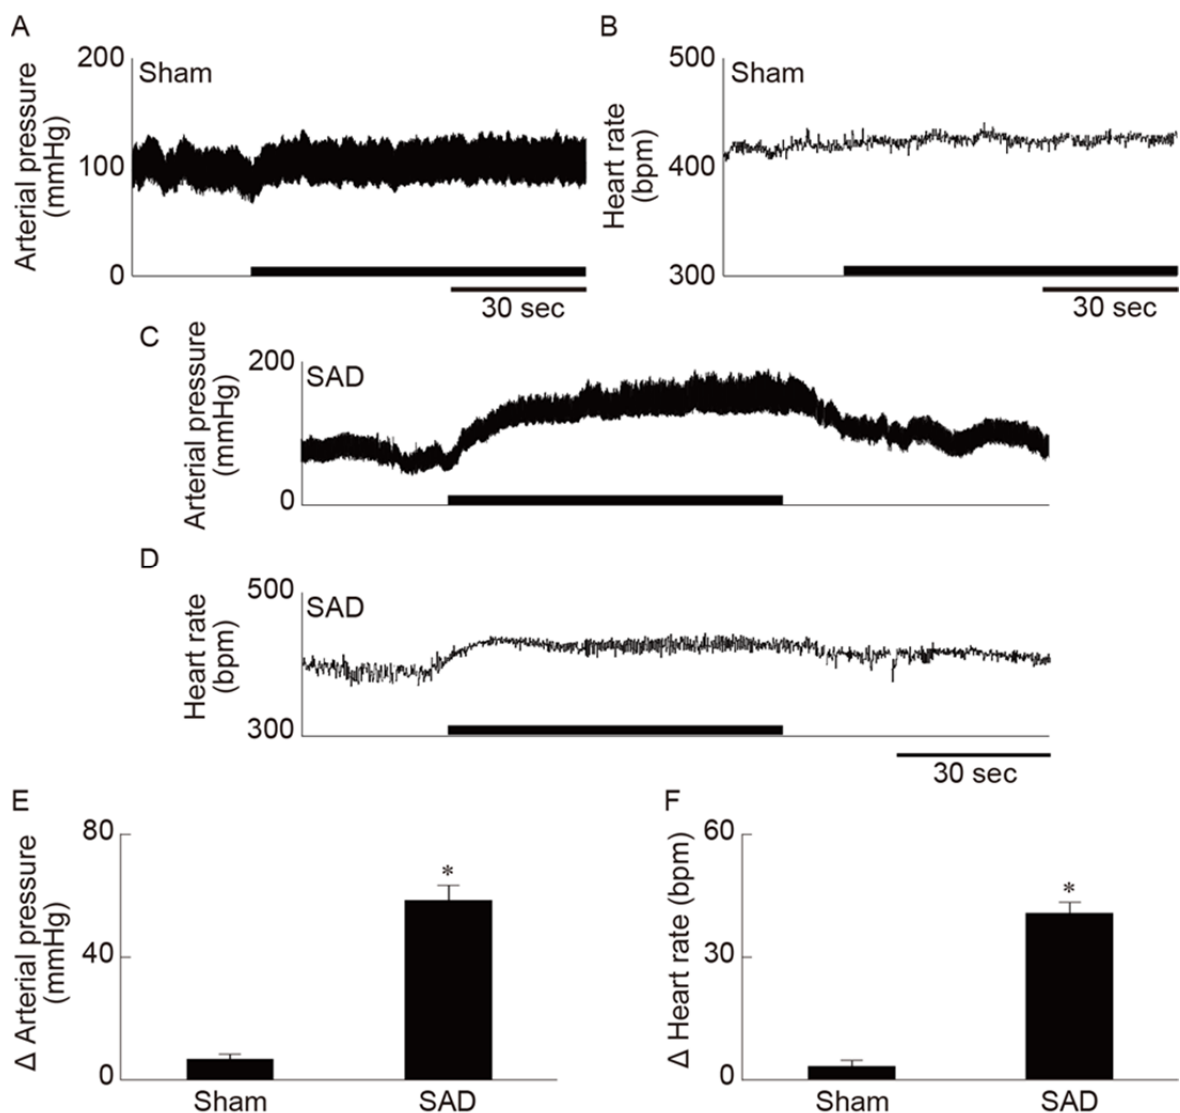 A
Arterial pressure
(mmHg)
200
100
0
Sham
30 sec
B
Heart rate
(bpm)
500
400
300
Sham
30 sec
C
Arterial pressure
(mmHg)
200
0
SAD
D
Heart rate
(bpm)
500
300
SAD
30 sec
E
Δ Arterial pressure
(mmHg)
80
40
0
*
Sham
SAD
F
Δ Heart rate (bpm)
60
30
0
*
Sham
SAD